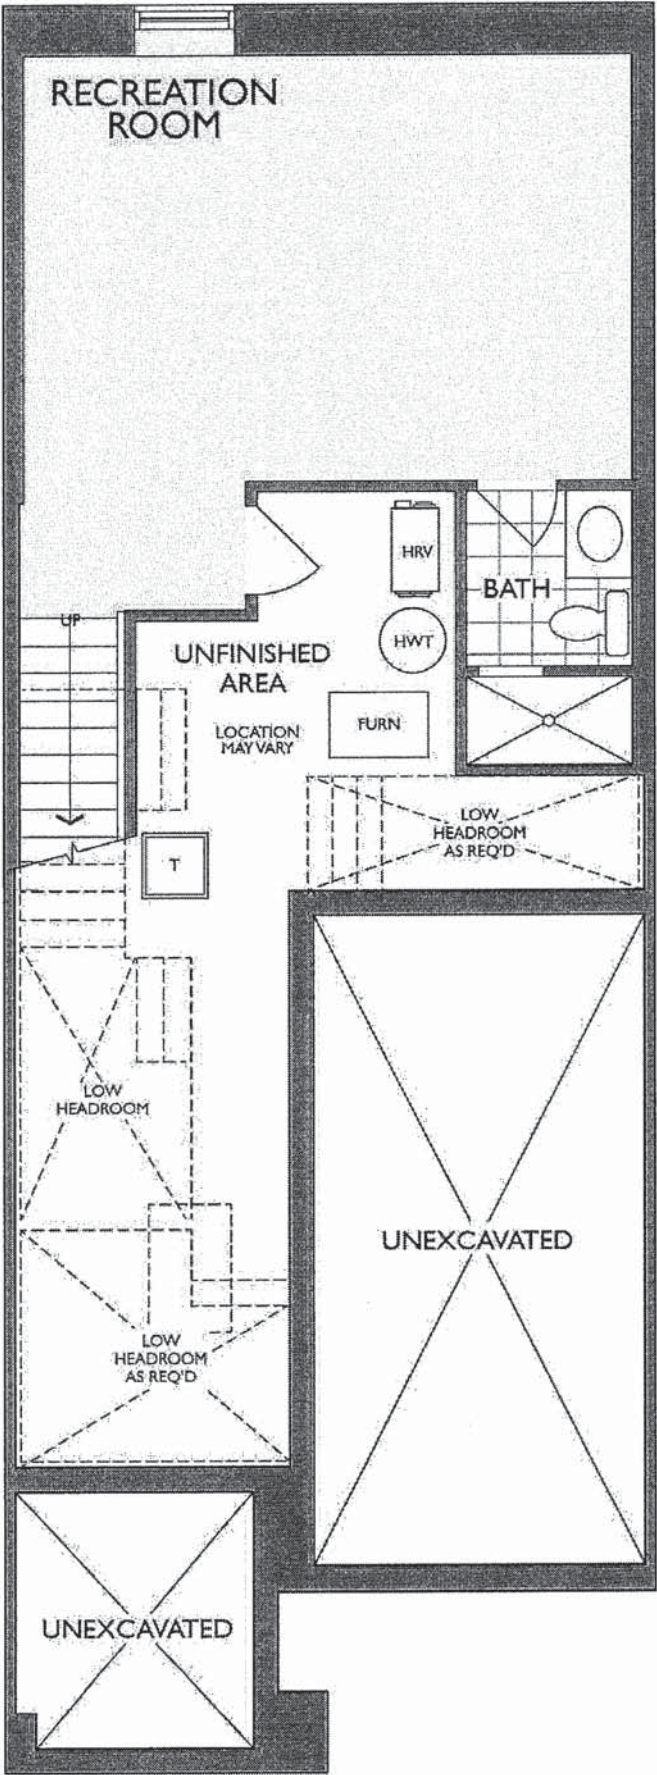 RECREATION
ROOM
HRV
BATH
UP
HWT
UNFINISHED
AREA
LOCATION
MAY VARY
FURN
LOW
HEADROOM
AS REQ'D
T
LOW
HEADROOM
UNEXCAVATED
LOW
HEADROOM
AS REQ'D
UNEXCAVATED